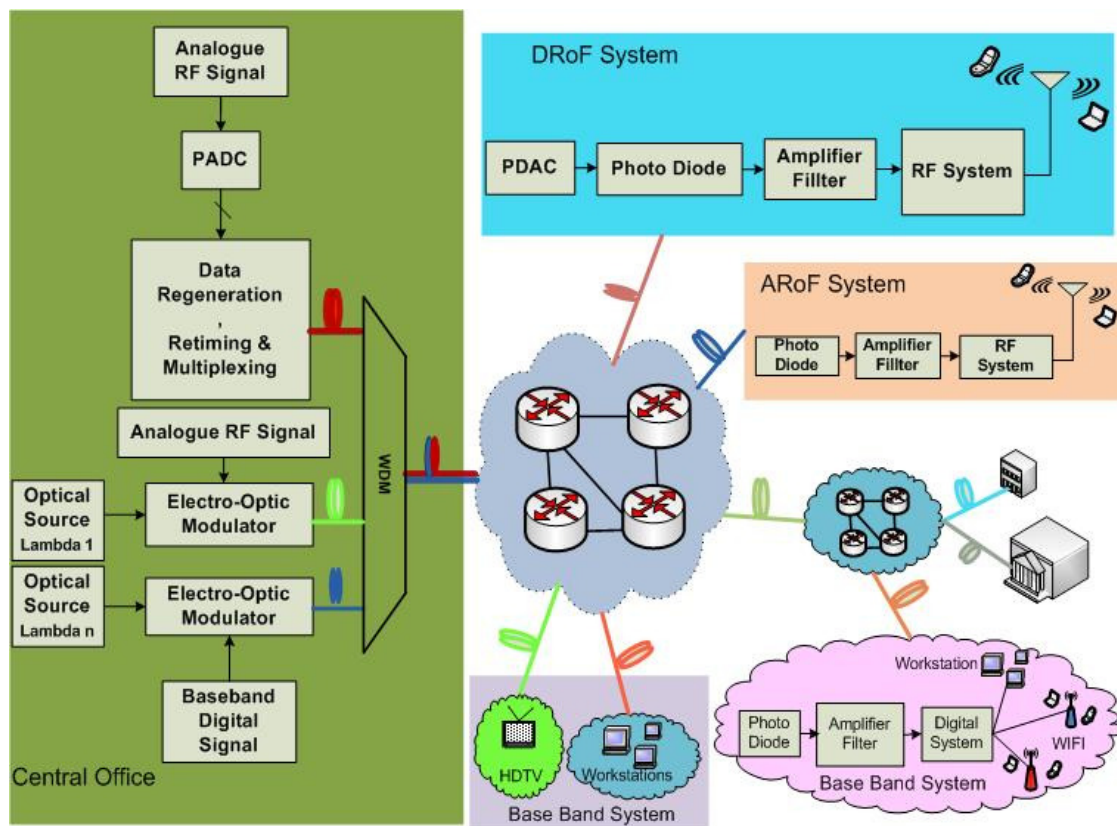 Analogue
RF Signal
PADC
Data
Regeneration
,
Retiming &
Multiplexing
Analogue RF Signal
Optical
Source
Lambda 1
Electro-Optic
Modulator
Optical
Source
Lambda n
Electro-Optic
Modulator
Baseband
Digital
Signal
Central Office
WDM
DRoF System
PDAC
Photo Diode
Amplifier
Fillter
RF System
ARoF System
Photo
Diode
Amplifier
Fillter
RF
System
HDTV
Workstations
Base Band System
Workstation
Photo
Diode
Amplifier
Filter
Digital
System
WIFI
Base Band System